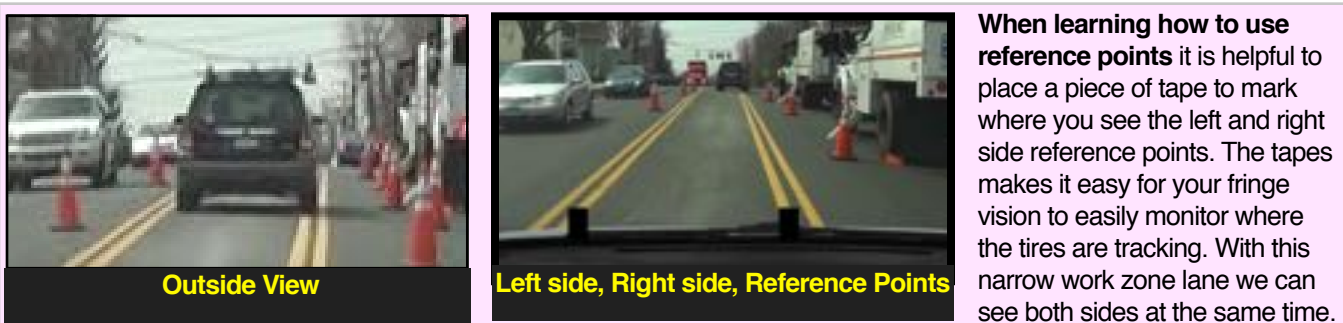 Outside View
Left side, Right side, Reference Points
When learning how to use
reference points it is helpful to
place a piece of tape to mark
where you see the left and right
side reference points. The tapes
makes it easy for your fringe
vision to easily monitor where
the tires are tracking. With this
narrow work zone lane we can
see both sides at the same time.